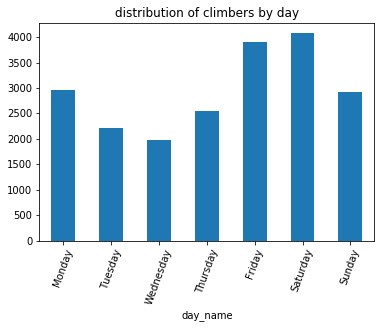 distribution of climbers by day
4000
3500
3000
2500
2000
1500
1000
500
0
Monday
Tuesday
Wednesday
Thursday
Friday
Saturday
Sunday
day_name